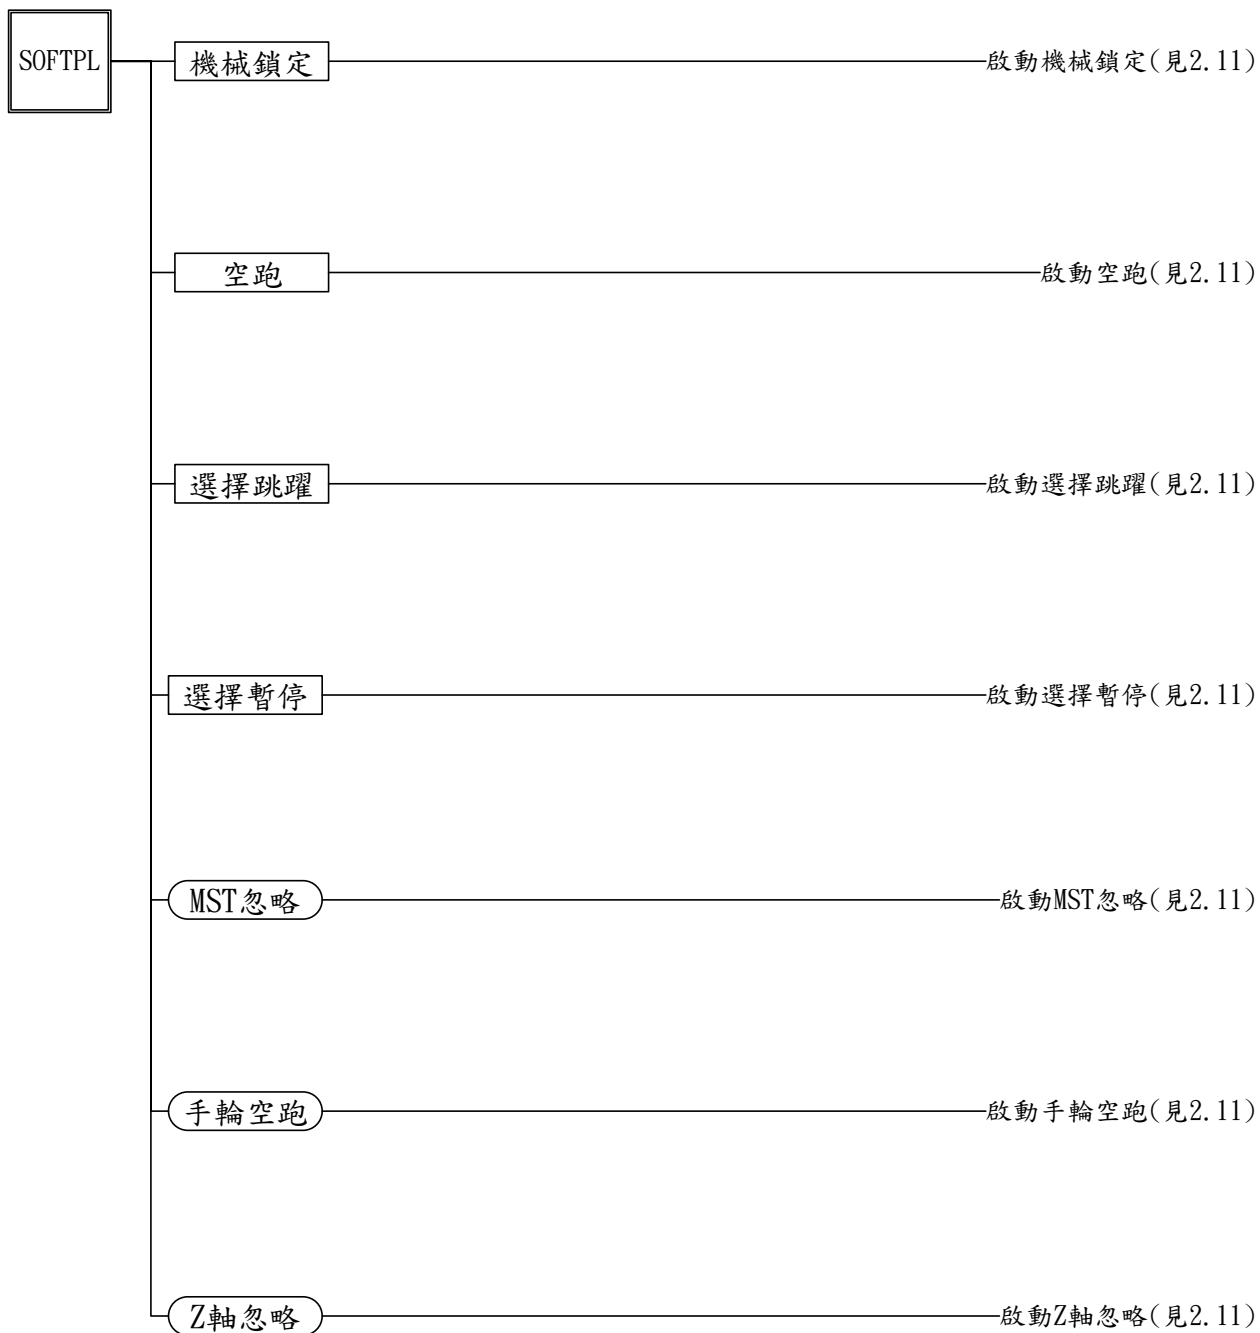 SOFTPL
機械鎖定
啟動機械鎖定(見2.11)
空跑
啟動空跑(見2.11)
選擇跳躍
啟動選擇跳躍(見2.11)
選擇暫停
啟動選擇暫停(見2.11)
MST忽略
啟動MST忽略(見2.11)
手輪空跑
啟動手輪空跑(見2.11)
Z軸忽略
啟動Z軸忽略(見2.11)